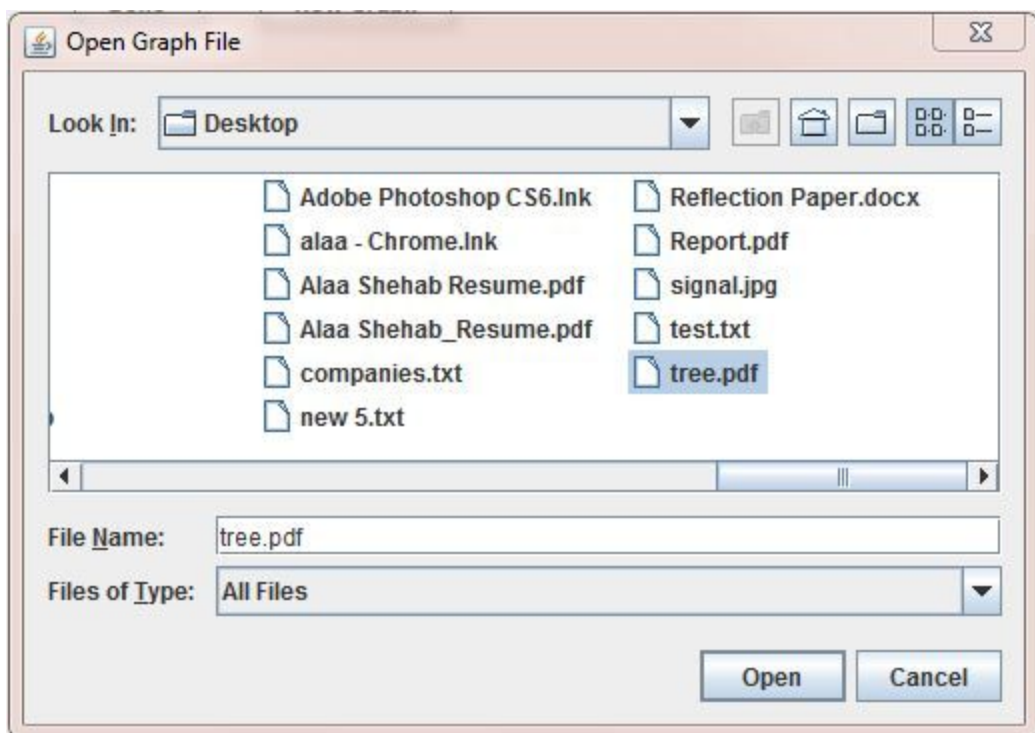 Open Graph File
Look In: Desktop
Adobe Photoshop CS6.lnk
alaa - Chrome.lnk
Alaa Shehab Resume.pdf
Alaa Shehab_Resume.pdf
companies.txt
new 5.txt
Reflection Paper.docx
Report.pdf
signal.jpg
test.txt
tree.pdf
File Name: tree.pdf
Files of Type: All Files
Open Cancel